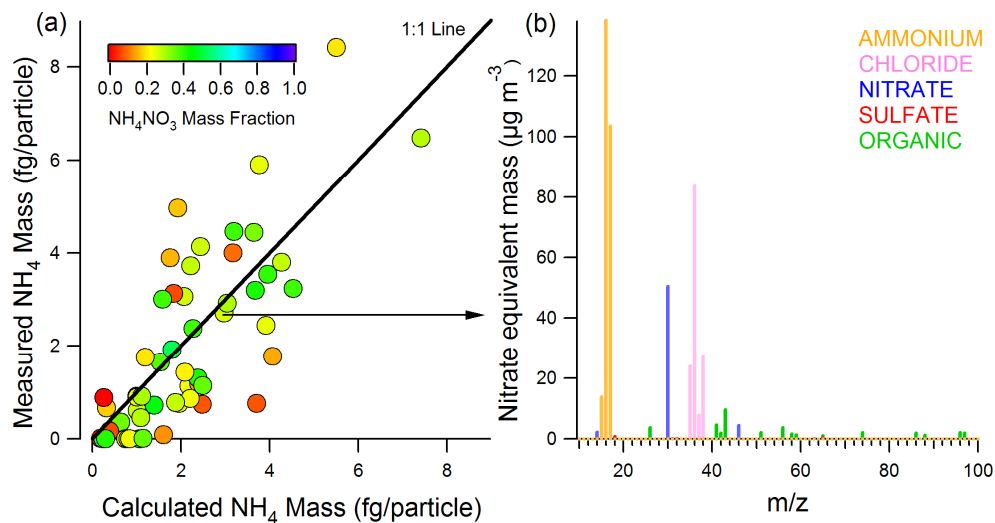 (a)
1:1 Line
0.0 0.2 0.4 0.6 0.8 1.0
NH₄NO₃ Mass Fraction
Measured NH₄ Mass (fg/particle)
8
6
4
2
0
0 2 4 6 8
Calculated NH₄ Mass (fg/particle)
(b)
AMMONIUM
CHLORIDE
NITRATE
SULFATE
ORGANIC
Nitrate equivalent mass (µg m⁻³)
120
100
80
60
40
20
0
20 40 60 80 100
m/z